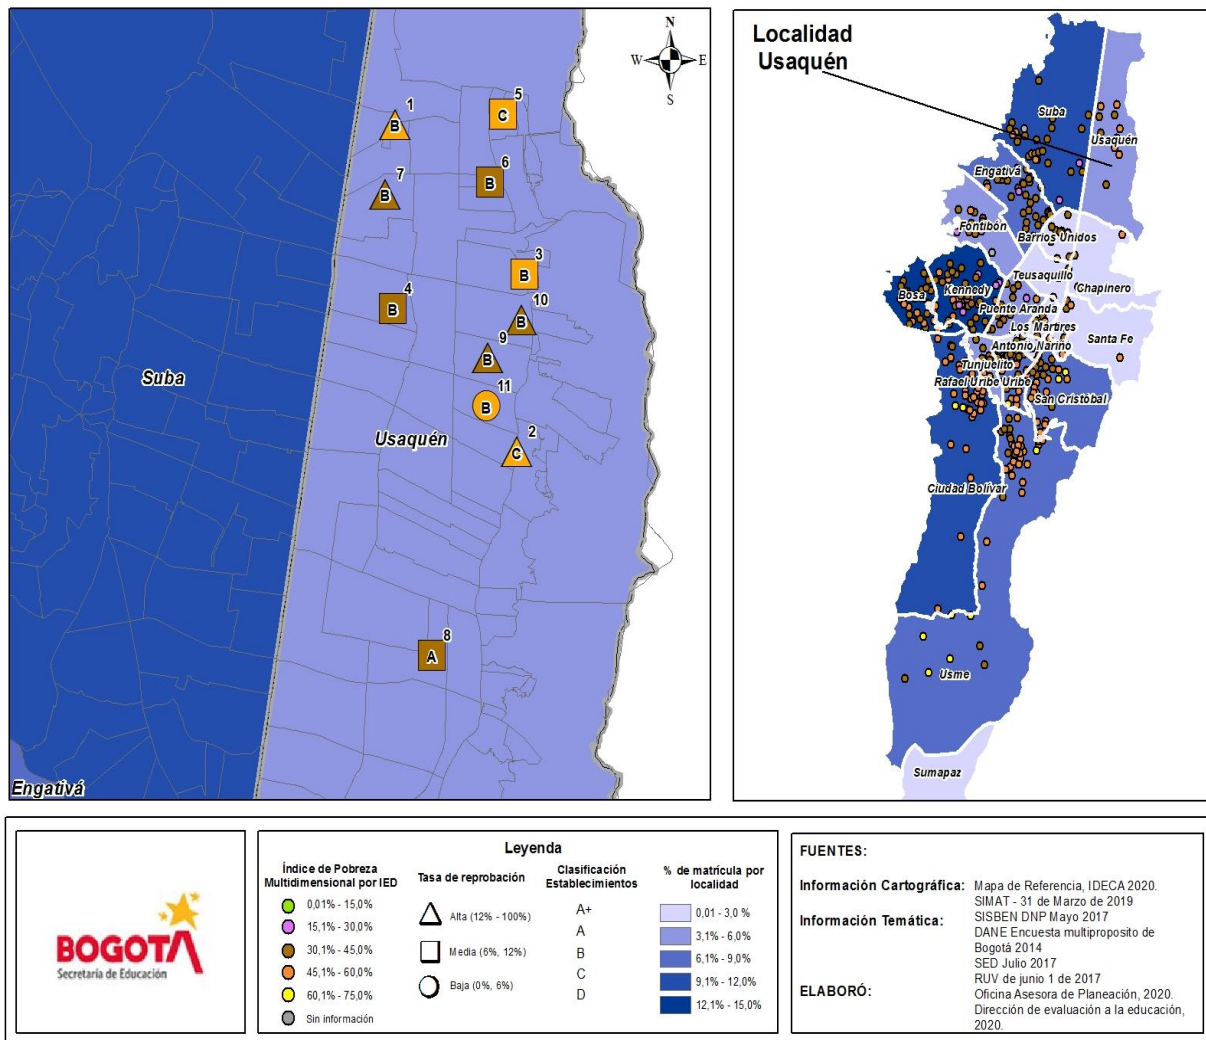 N
W
E
S
1
B
5
C
6
B
7
B
3
B
4
B
10
B
9
B
11
B
2
C
8
A
Suba
Usaquén
Engativá
Localidad
Usaquén
Suba
Usaquén
Engativá
Fontibón
Barrios Unidos
Teusaquillo
Chapinero
Bosa
Kennedy
Puente Aranda
Los Mártires
Santa Fe
Antonio Nariño
Tunjuelito
Rafael Uribe Uribe
San Cristóbal
Ciudad Bolívar
Usme
Sumapaz
BOGOTÁ
Secretaría de Educación
Leyenda
Índice de Pobreza
Multidimensional por IED
0,01% - 15,0%
15,1% - 30,0%
30,1% - 45,0%
45,1% - 60,0%
60,1% - 75,0%
Sin información
Tasa de reprobación
Alta (12% - 100%)
Media (6%, 12%)
Baja (0%, 6%)
Clasificación
Establecimientos
A+
A
B
C
D
% de matrícula por
localidad
0,01 - 3,0 %
3,1% - 6,0%
6,1% - 9,0%
9,1% - 12,0%
12,1% - 15,0%
FUENTES:
Información Cartográfica: Mapa de Referencia, IDECA 2020.
SIMAT - 31 de Marzo de 2019
Información Temática: SISBEN DNP Mayo 2017
DANE Encuesta multiproposito de
Bogotá 2014
SED Julio 2017
RUV de junio 1 de 2017
ELABORÓ: Oficina Asesora de Planeación, 2020.
Dirección de evaluación a la educación,
2020.